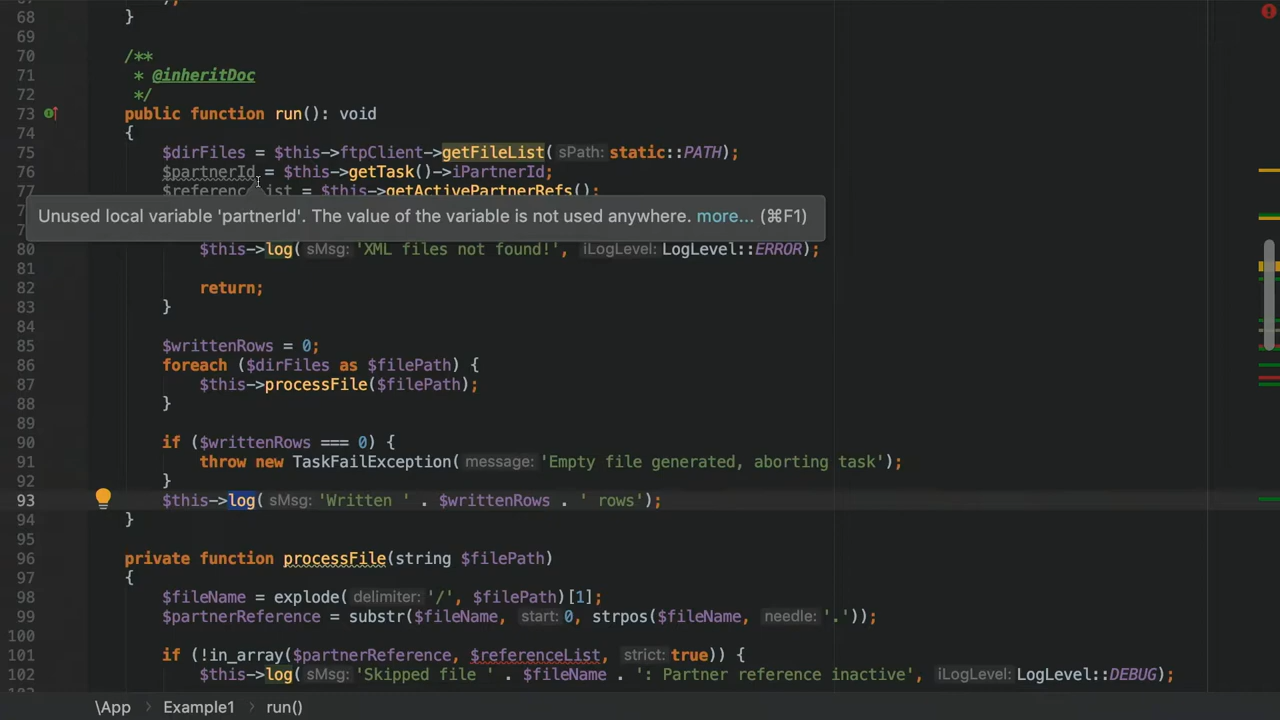 68 }
69
70 /**
71 * @inheritDoc
72 */
73 public function run(): void
74 {
75 $dirFiles = $this->ftpClient->getFileList( sPath: static::PATH);
76 $partnerId = $this->getTask()->iPartnerId;
77 $referenceList = $this->getActivePartnerRefs();
Unused local variable 'partnerId'. The value of the variable is not used anywhere. more... (⌘F1)
80 $this->log( sMsg: 'XML files not found!', iLogLevel: LogLevel::ERROR);
81
82 return;
83 }
84
85 $writtenRows = 0;
86 foreach ($dirFiles as $filePath) {
87 $this->processFile($filePath);
88 }
89
90 if ($writtenRows === 0) {
91 throw new TaskFailException( message: 'Empty file generated, aborting task');
92 }
93 $this->log( sMsg: 'Written ' . $writtenRows . ' rows');
94 }
95
96 private function processFile(string $filePath)
97 {
98 $fileName = explode( delimiter: '/', $filePath)[1];
99 $partnerReference = substr($fileName, start: 0, strpos($fileName, needle: '.'));
100
101 if (!in_array($partnerReference, $referenceList, strict: true)) {
102 $this->log( sMsg: 'Skipped file ' . $fileName . ': Partner reference inactive', iLogLevel: LogLevel::DEBUG);
\App › Example1 › run()